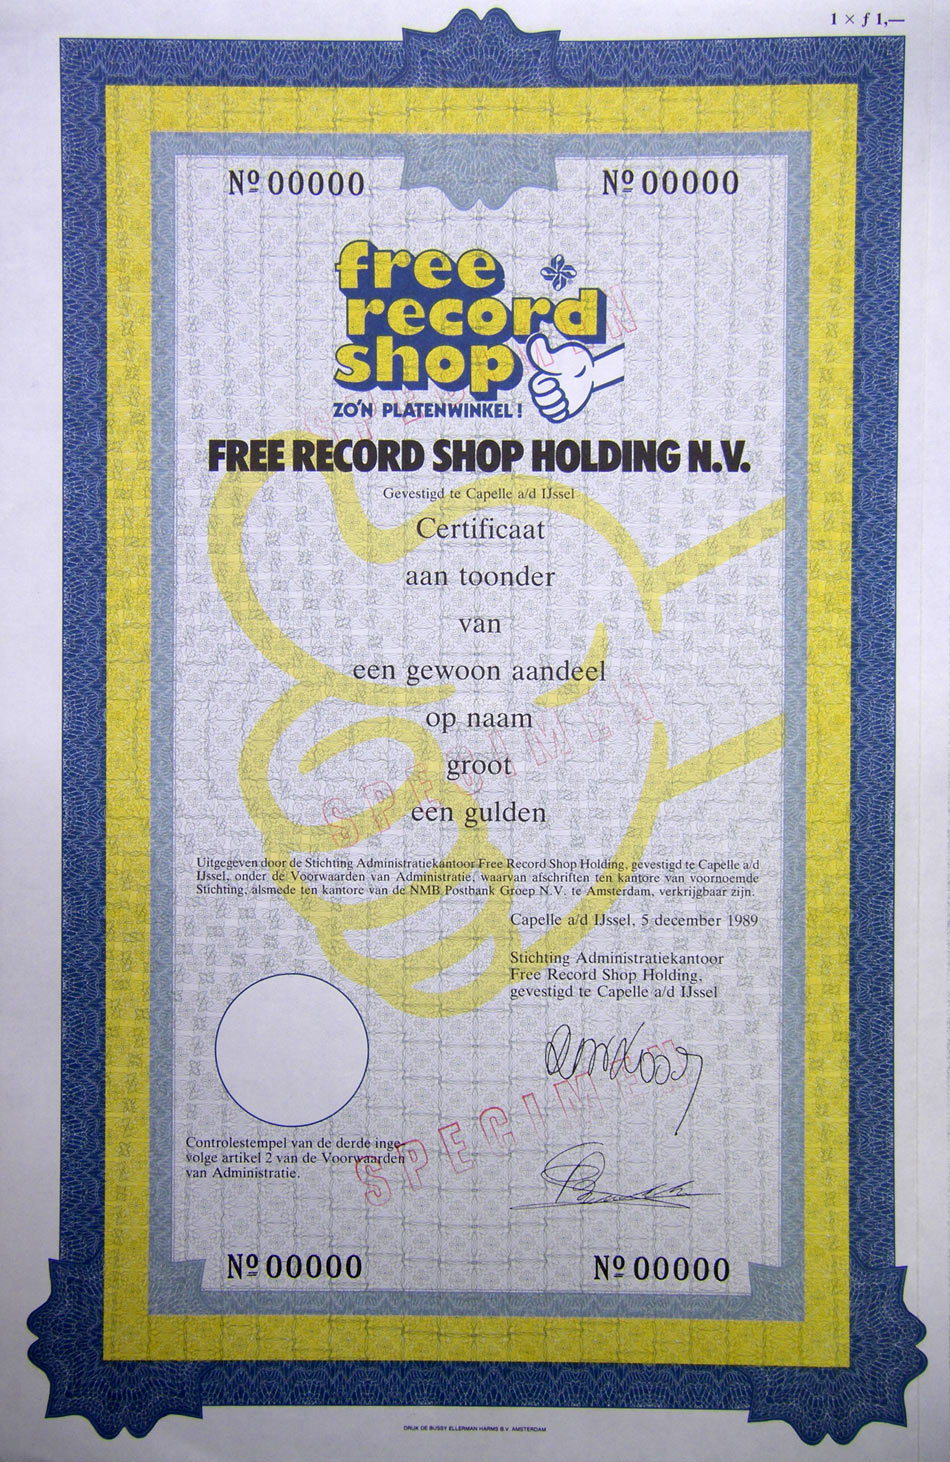 1 × ƒ 1,—
Nº 00000 Nº 00000
free
record
shop
ZO'N PLATENWINKEL!
SPECIMEN
FREE RECORD SHOP HOLDING N.V.
Gevestigd te Capelle a/d IJssel
Certificaat
aan toonder
van
een gewoon aandeel
op naam
groot
een gulden
SPECIMEN
Uitgegeven door de Stichting Administratiekantoor Free Record Shop Holding, gevestigd te Capelle a/d
IJssel, onder de Voorwaarden van Administratie, waarvan afschriften ten kantore van voornoemde
Stichting, alsmede ten kantore van de NMB Postbank Groep N.V. te Amsterdam, verkrijgbaar zijn.
Capelle a/d IJssel, 5 december 1989
Stichting Administratiekantoor
Free Record Shop Holding,
gevestigd te Capelle a/d IJssel
SPECIMEN
Controlestempel van de derde inge-
volge artikel 2 van de Voorwaarden
van Administratie.
Nº 00000 Nº 00000
DRUK DE BUSSY ELLERMAN HARMS B.V. AMSTERDAM